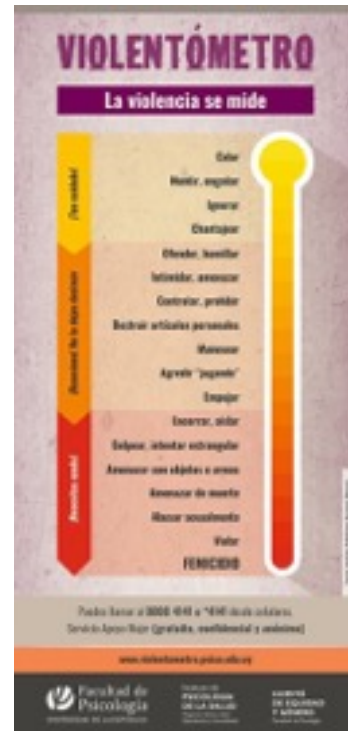 VIOLENTÓMETRO
La violencia se mide
¡Ten cuidado!
Celar
Mentir, engañar
Ignorar
Chantajear
¡Reacciona! No te dejes destruir
Ofender, humillar
Intimidar, amenazar
Controlar, prohibir
Destruir artículos personales
Manosear
Agredir "jugando"
Empujar
¡Necesitas ayuda!
Encerrar, aislar
Golpear, intentar estrangular
Amenazar con objetos o armas
Amenazar de muerte
Abusar sexualmente
Violar
FEMICIDIO
Puedes llamar al 0800 4141 o *4141 desde celulares.
Servicio Apoyo Mujer (gratuito, confidencial y anónimo)
www.violentometro.psico.edu.uy
Facultad de
Psicología
UNIVERSIDAD DE LA REPÚBLICA
PSICOLOGÍA
DE LA SALUD
DE EQUIDAD
Y GÉNERO